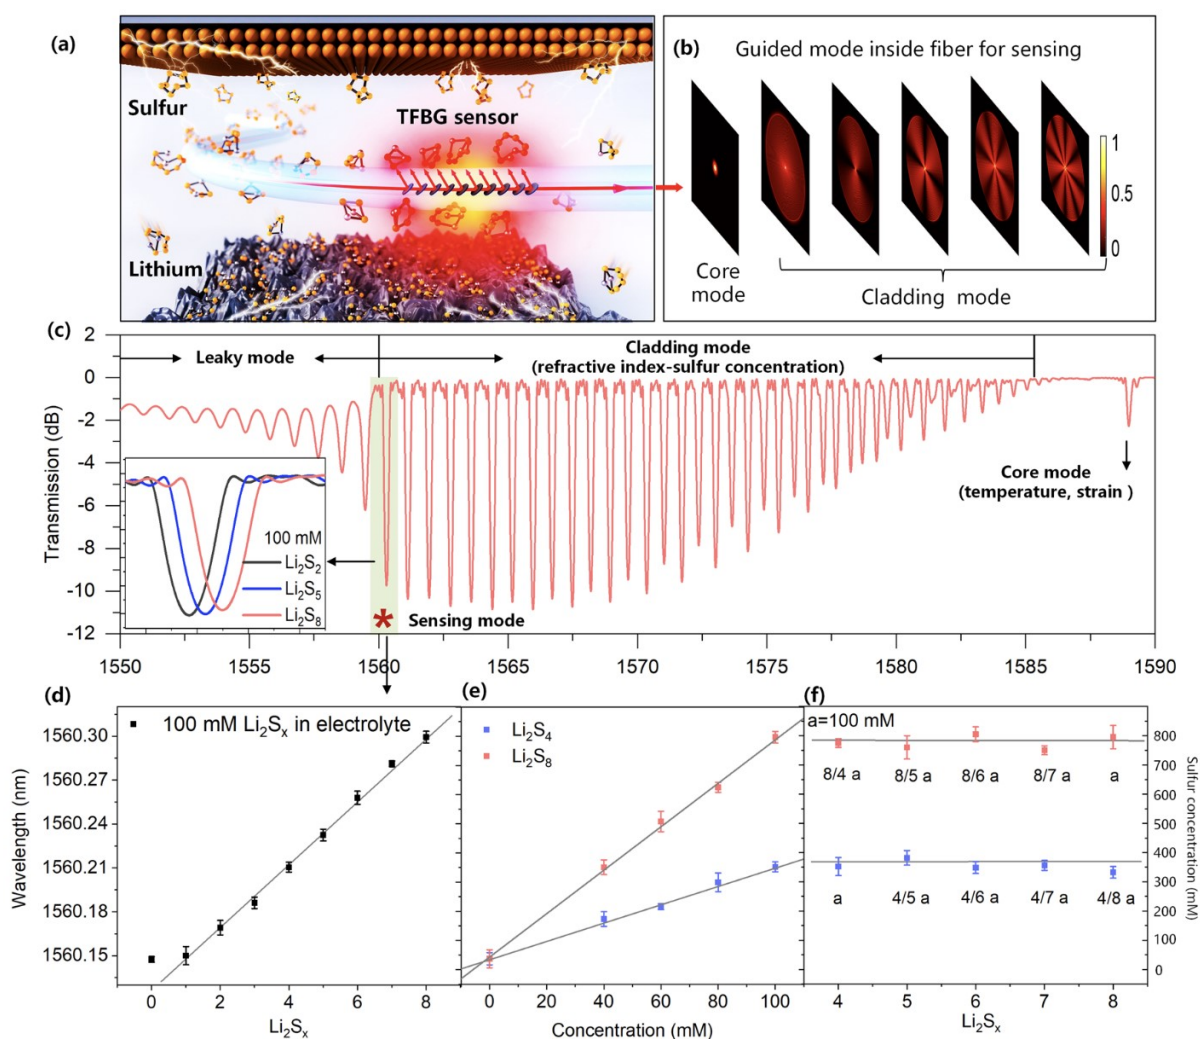 (a)
Sulfur
TFBG sensor
Lithium
(b)
Guided mode inside fiber for sensing
1
0.5
0
Core
mode
Cladding mode
(c)
2
0
-2
-4
-6
-8
-10
-12
Transmission (dB)
Leaky mode
Cladding mode
(refractive index-sulfur concentration)
Core mode
(temperature, strain )
100 mM
Li₂S₂
Li₂S₅
Li₂S₈
* Sensing mode
1550 1555 1560 1565 1570 1575 1580 1585 1590
(d)
100 mM Li₂Sₓ in electrolyte
1560.30
1560.27
1560.24
1560.21
1560.18
1560.15
Wavelength (nm)
0 2 4 6 8
Li₂Sₓ
(e)
Li₂S₄
Li₂S₈
0 20 40 60 80 100
Concentration (mM)
(f)
a=100 mM
8/4 a 8/5 a 8/6 a 8/7 a a
a 4/5 a 4/6 a 4/7 a 4/8 a
4 5 6 7 8
Li₂Sₓ
800
700
600
500
400
300
200
100
0
Sulfur concentration (mM)